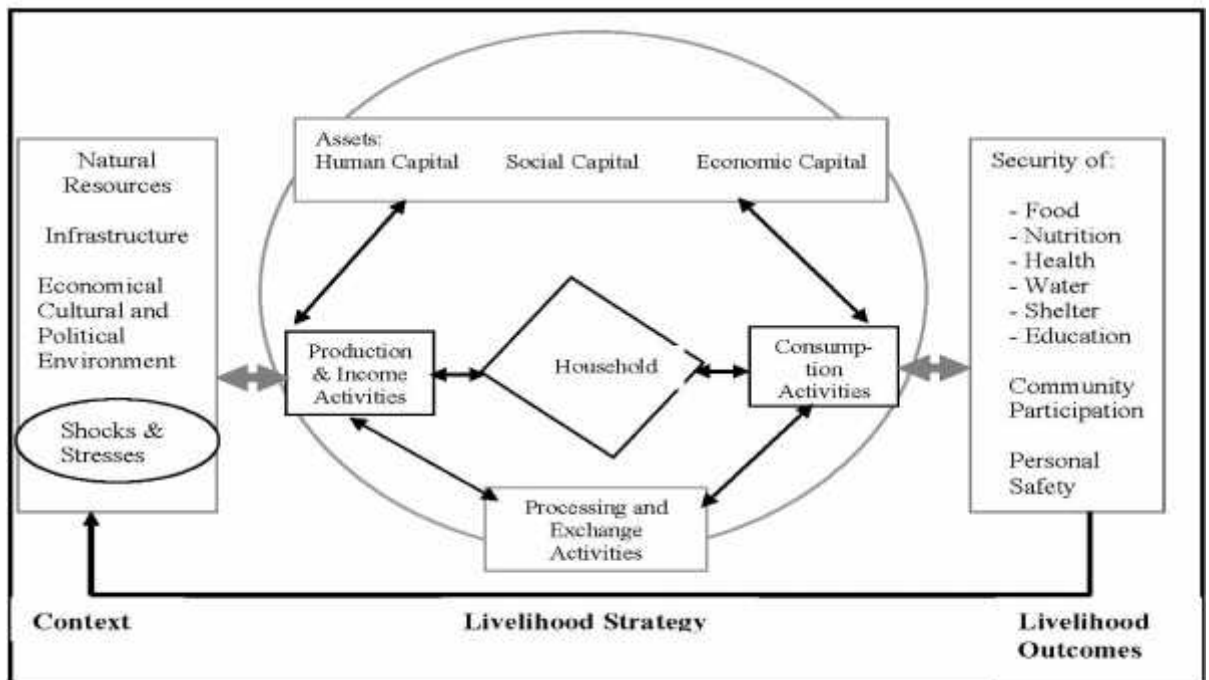 Natural
Resources
Infrastructure
Economical
Cultural and
Political
Environment
Shocks &
Stresses
Assets:
Human Capital Social Capital Economic Capital
Production
& Income
Activities
Household
Consump-
tion
Activities
Processing and
Exchange
Activities
Security of:
- Food
- Nutrition
- Health
- Water
- Shelter
- Education
Community
Participation
Personal
Safety
Context
Livelihood Strategy
Livelihood
Outcomes